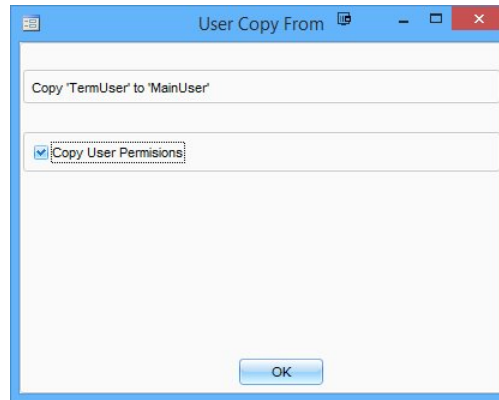 User Copy From
Copy 'TermUser' to 'MainUser'
Copy User Permisions
OK